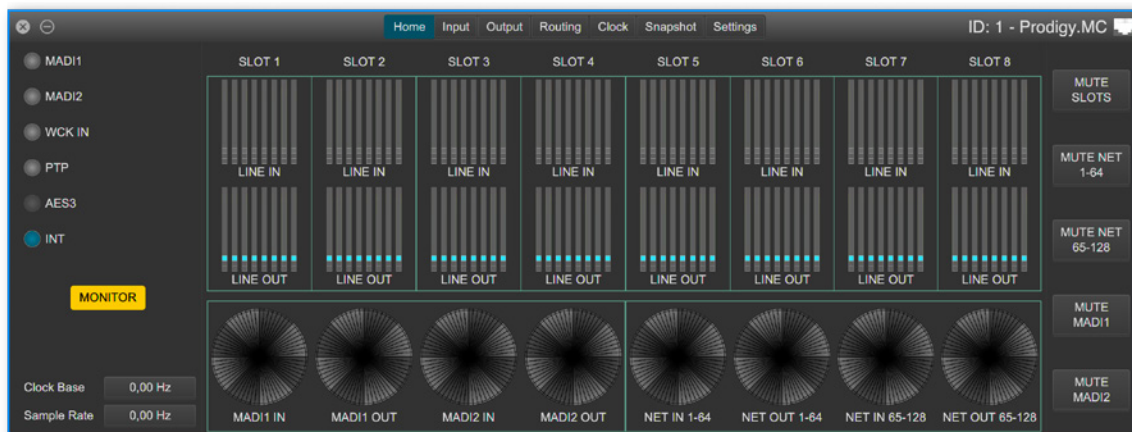 Home Input Output Routing Clock Snapshot Settings
ID: 1 - Prodigy.MC
MADI1
MADI2
WCK IN
PTP
AES3
INT
MONITOR
Clock Base 0,00 Hz
Sample Rate 0,00 Hz
SLOT 1 SLOT 2 SLOT 3 SLOT 4 SLOT 5 SLOT 6 SLOT 7 SLOT 8
LINE IN LINE IN LINE IN LINE IN LINE IN LINE IN LINE IN LINE IN
LINE OUT LINE OUT LINE OUT LINE OUT LINE OUT LINE OUT LINE OUT LINE OUT
MADI1 IN MADI1 OUT MADI2 IN MADI2 OUT NET IN 1-64 NET OUT 1-64 NET IN 65-128 NET OUT 65-128
MUTE
SLOTS
MUTE NET
1-64
MUTE NET
65-128
MUTE
MADI1
MUTE
MADI2